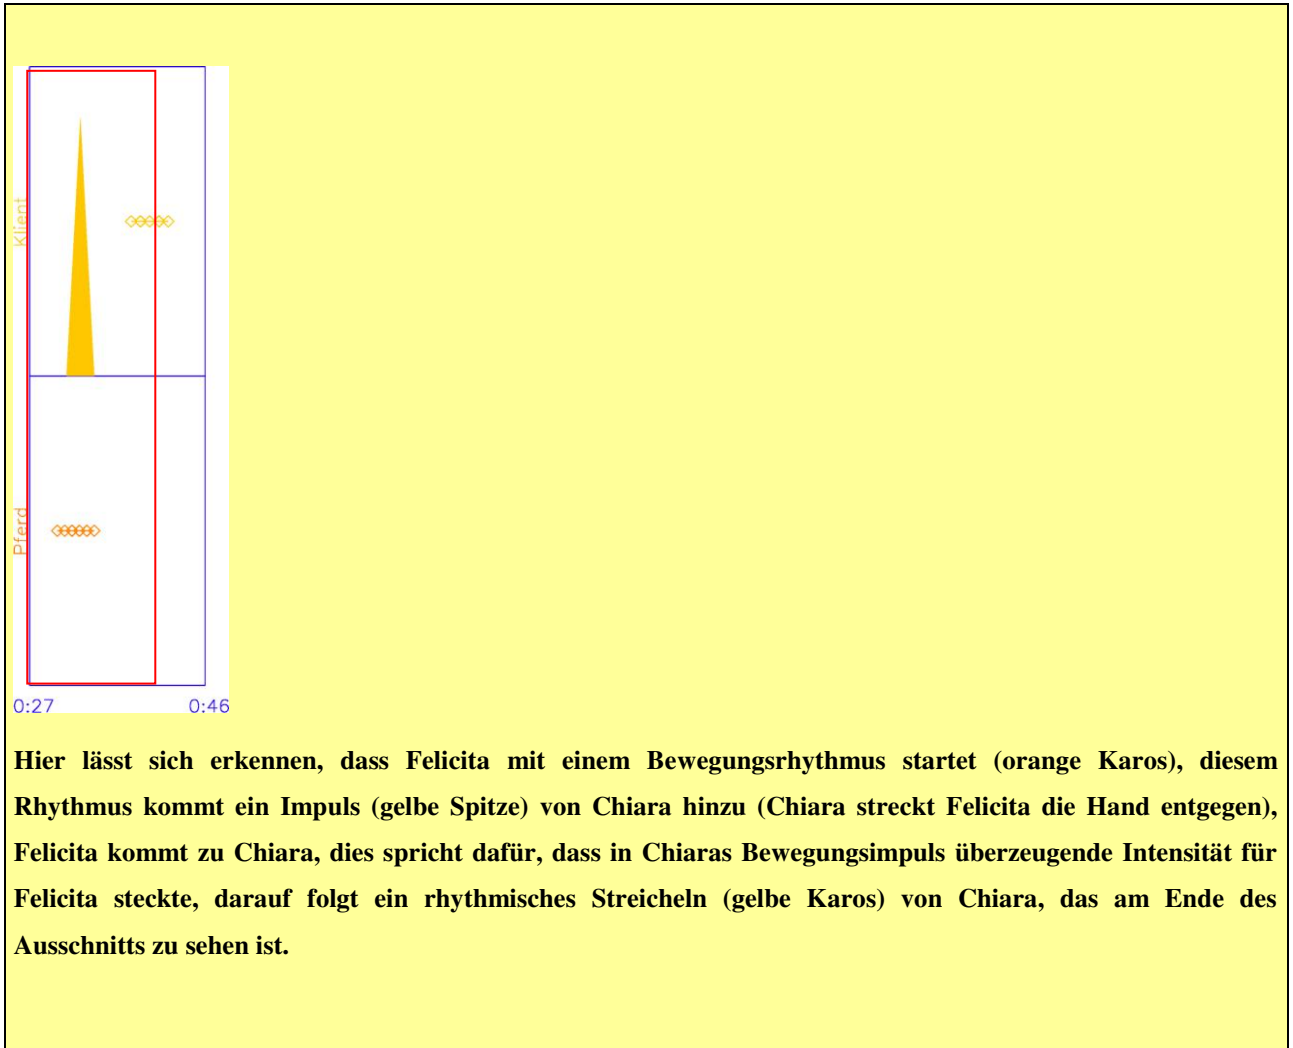 Klient
Pferd
0:27 0:46
Hier lässt sich erkennen, dass Felicita mit einem Bewegungsrhythmus startet (orange Karos), diesem
Rhythmus kommt ein Impuls (gelbe Spitze) von Chiara hinzu (Chiara streckt Felicita die Hand entgegen),
Felicita kommt zu Chiara, dies spricht dafür, dass in Chiaras Bewegungsimpuls überzeugende Intensität für
Felicita steckte, darauf folgt ein rhythmisches Streicheln (gelbe Karos) von Chiara, das am Ende des
Ausschnitts zu sehen ist.